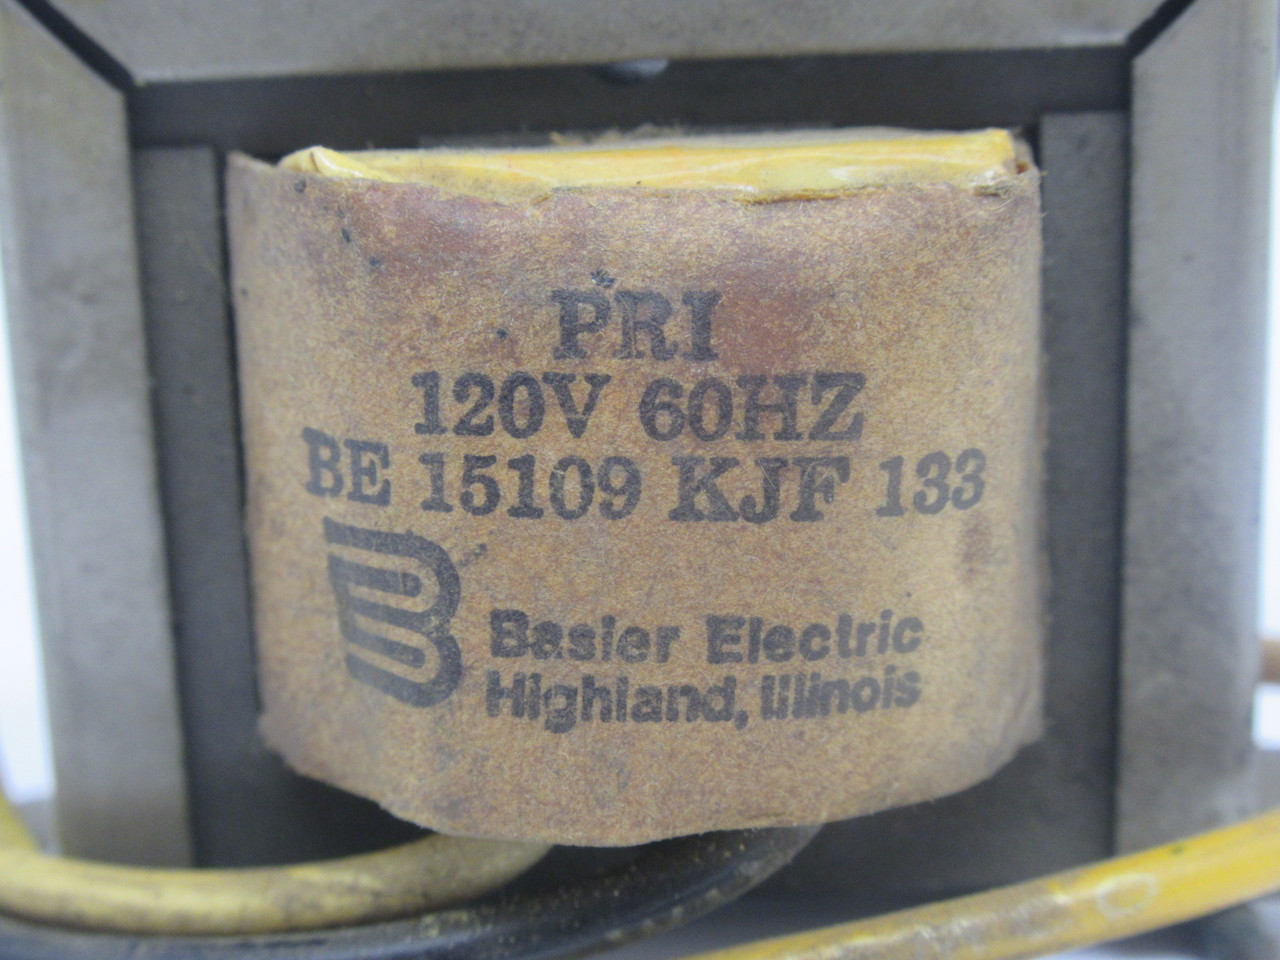 PRI
120V 60HZ
BE 15109 KJF 133
Basler Electric
Highland, Illinois